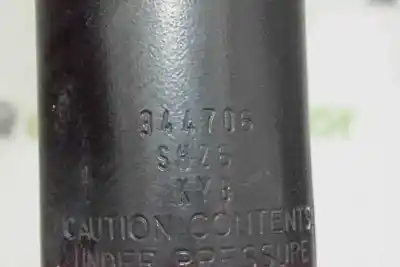 344706
KYB
CAUTION CONTENTS
UNDER PRESSURE